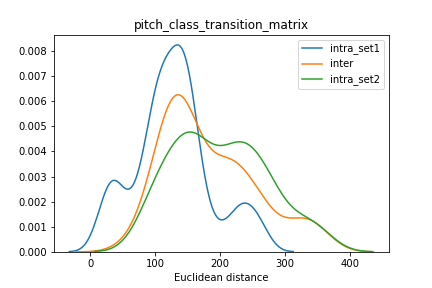 pitch_class_transition_matrix
intra_set1
inter
intra_set2
0.008
0.007
0.006
0.005
0.004
0.003
0.002
0.001
0.000
0 100 200 300 400
Euclidean distance